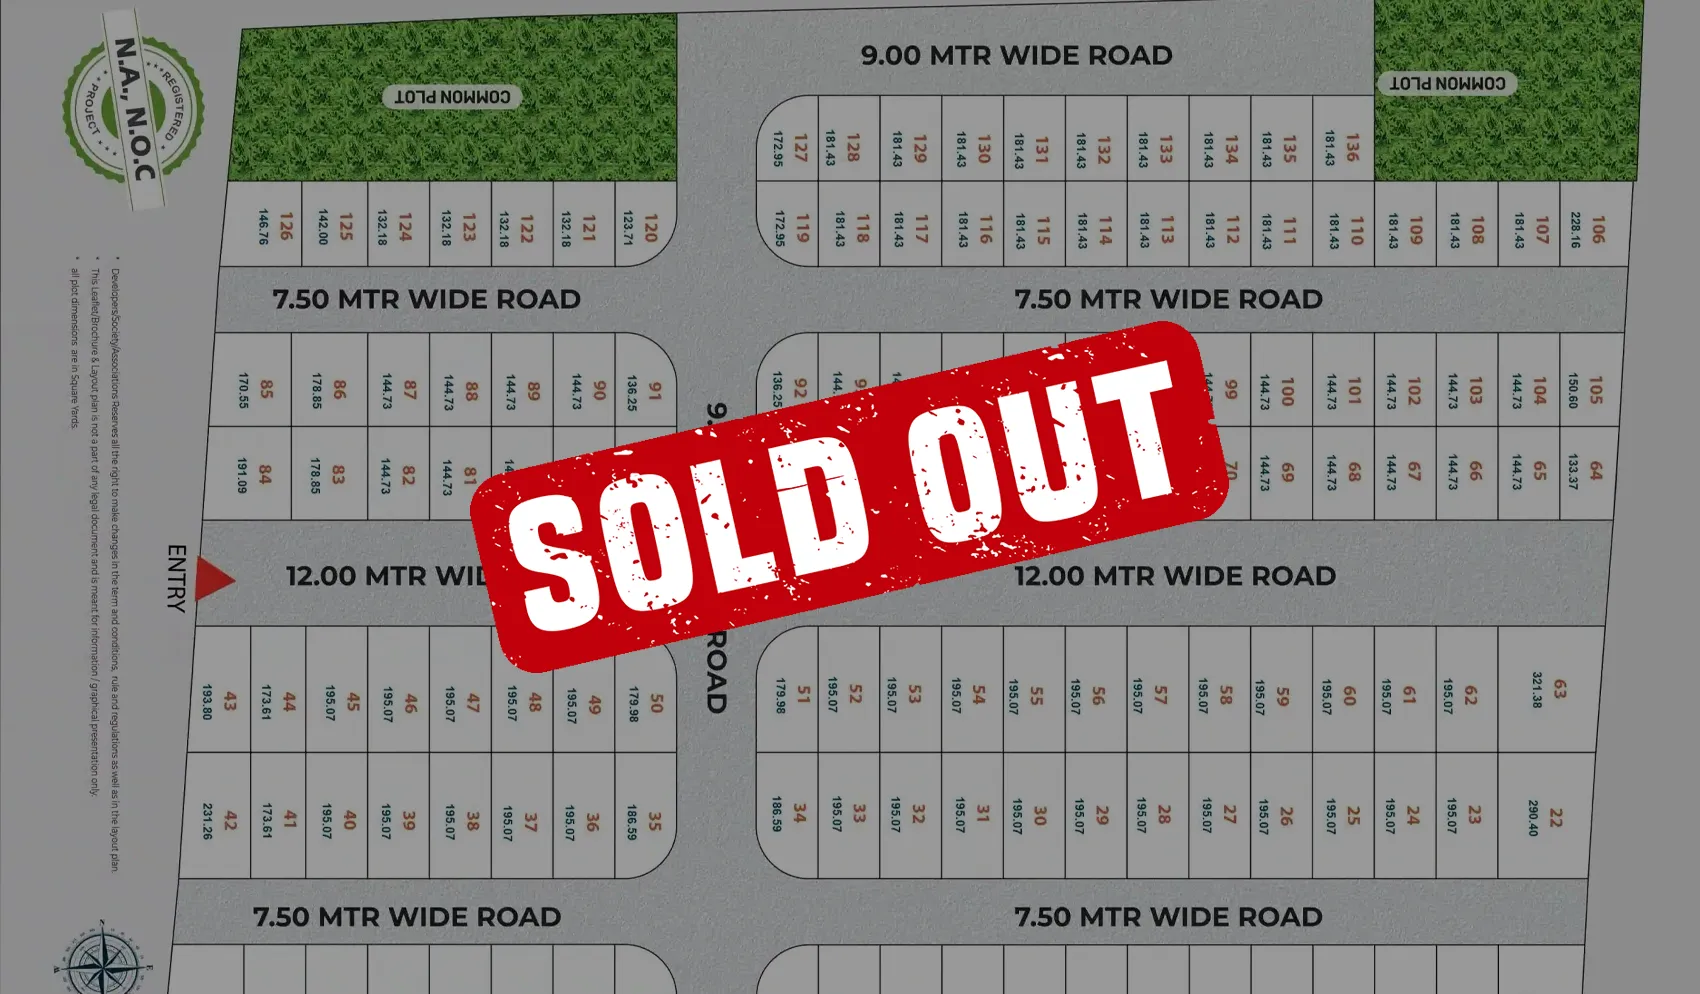 N.A., N.O.C
REGISTERED
PROJECT
COMMON PLOT
9.00 MTR WIDE ROAD
COMMON PLOT
127 128 129 130 131 132 133 134 135 136
172.95 181.43 181.43 181.43 181.43 181.43 181.43 181.43 181.43 181.43
126 125 124 123 122 121 120
146.76 142.00 132.18 132.18 132.18 132.18 123.71
119 118 117 116 115 114 113 112 111 110 109 108 107 106
172.95 181.43 181.43 181.43 181.43 181.43 181.43 181.43 181.43 181.43 181.43 181.43 181.43 228.16
7.50 MTR WIDE ROAD
7.50 MTR WIDE ROAD
85 86 87 88 89 90 91
170.55 178.85 144.73 144.73 144.73 144.73 136.25
92 99 100 101 102 103 104 105
136.25 144.73 144.73 144.73 144.73 144.73 150.60
84 83 82 81
191.09 178.85 144.73 144.73
70 69 68 67 66 65 64
144.73 144.73 144.73 144.73 144.73 133.37
SOLD OUT
ENTRY
12.00 MTR WID
12.00 MTR WIDE ROAD
9.
ROAD
43 44 45 46 47 48 49 50
193.80 173.61 195.07 195.07 195.07 195.07 195.07 179.98
51 52 53 54 55 56 57 58 59 60 61 62 63
179.98 195.07 195.07 195.07 195.07 195.07 195.07 195.07 195.07 195.07 195.07 195.07 321.38
42 41 40 39 38 37 36 35
231.26 173.61 195.07 195.07 195.07 195.07 195.07 186.59
34 33 32 31 30 29 28 27 26 25 24 23 22
186.59 195.07 195.07 195.07 195.07 195.07 195.07 195.07 195.07 195.07 195.07 195.07 290.40
7.50 MTR WIDE ROAD
7.50 MTR WIDE ROAD
* Developers/Society/Associations Reserves all the right to make changes in the term and conditions, rule and regulations as well as in the layout plan.
* This Leaflet/Brochure & Layout plan is not a part of any legal document and is meant for information / graphical presentation only.
* all plot dimensions are in Square Yards.